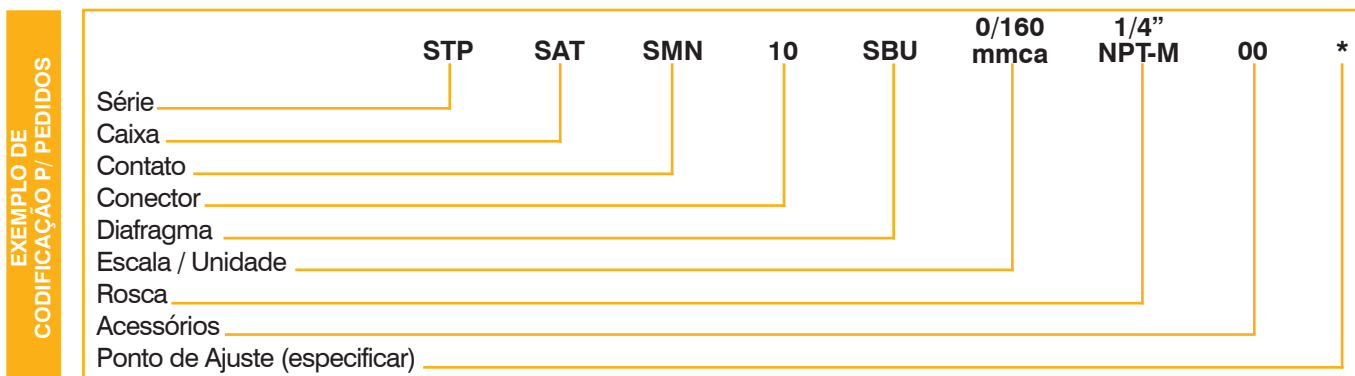 EXEMPLO DE
CODIFICAÇÃO P/ PEDIDOS
STP SAT SMN 10 SBU 0/160 mmca 1/4” NPT-M 00 *
Série
Caixa
Contato
Conector
Diafragma
Escala / Unidade
Rosca
Acessórios
Ponto de Ajuste (especificar)